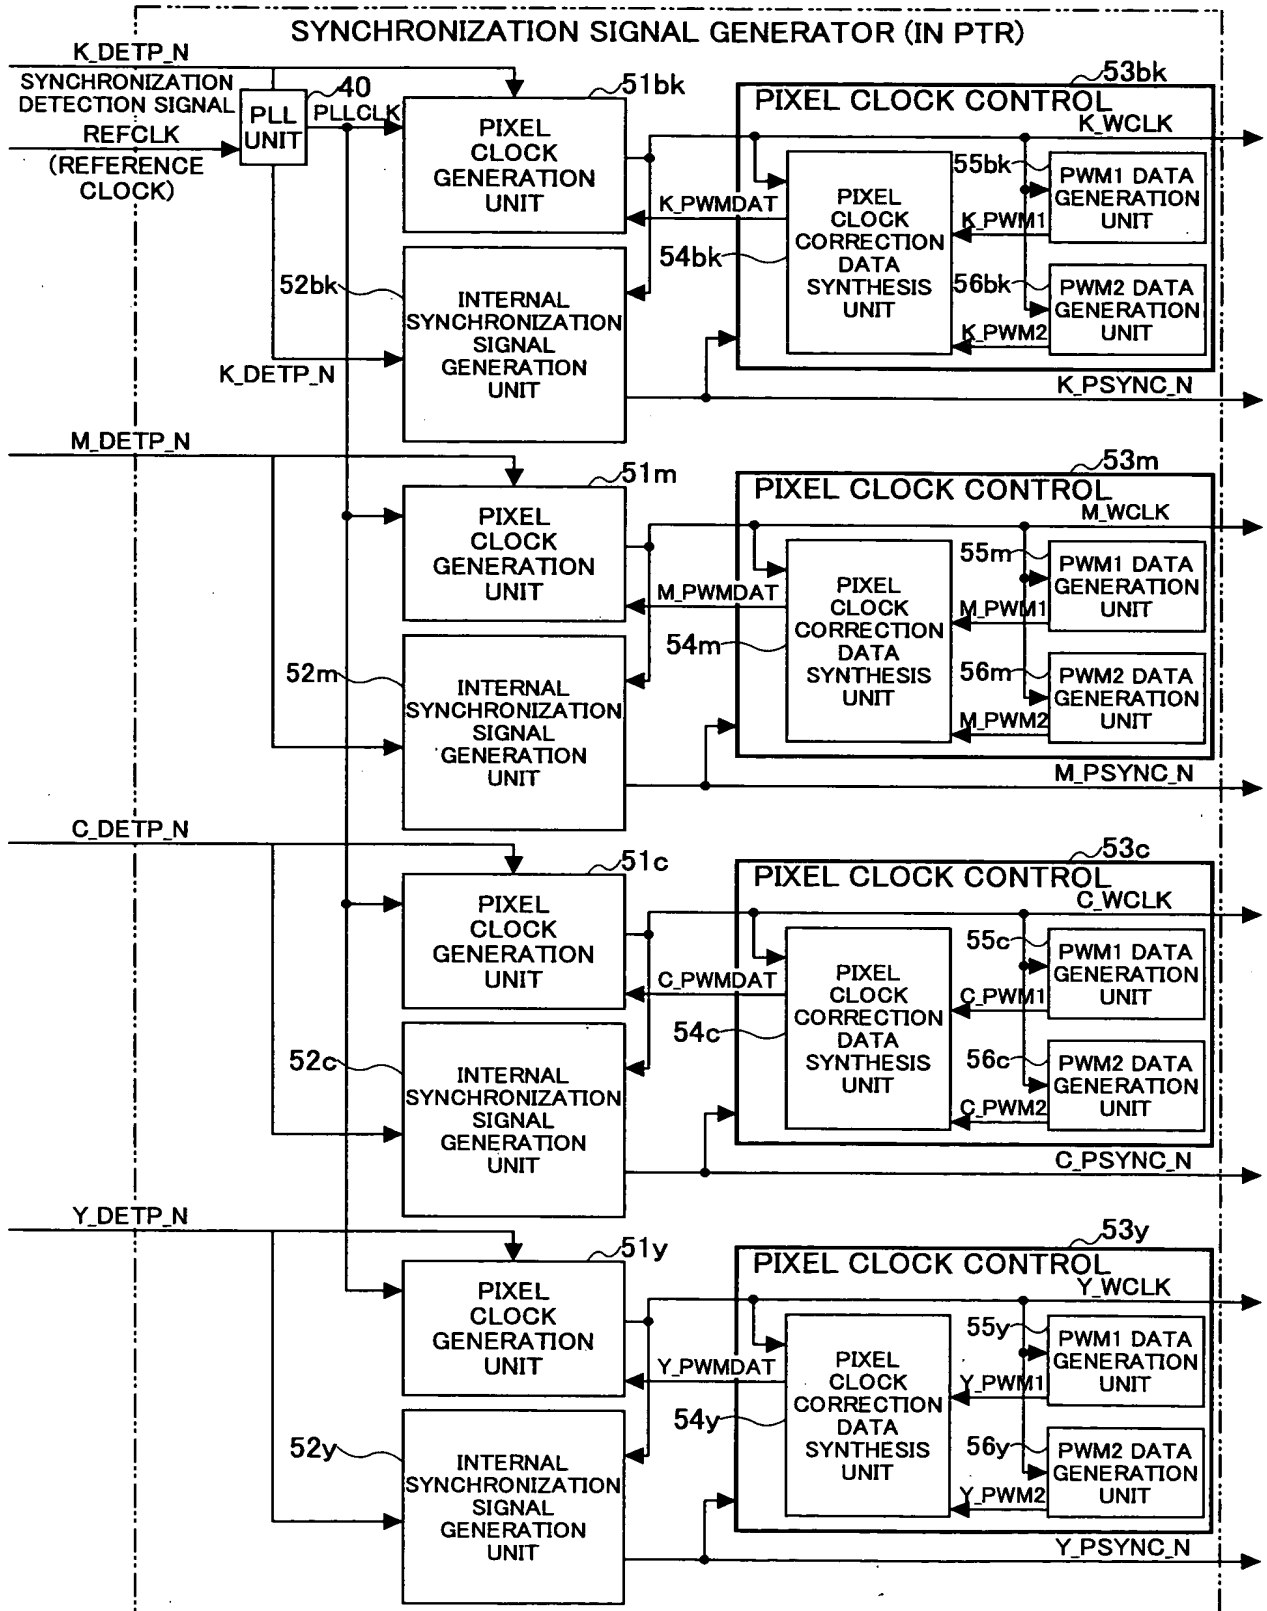 SYNCHRONIZATION SIGNAL GENERATOR (IN PTR)
K_DETP_N
SYNCHRONIZATION
DETECTION SIGNAL
REFCLK
(REFERENCE
CLOCK)
40
PLL
UNIT
PLLCLK
51bk
PIXEL
CLOCK
GENERATION
UNIT
52bk
INTERNAL
SYNCHRONIZATION
SIGNAL
GENERATION
UNIT
K_DETP_N
53bk
PIXEL CLOCK CONTROL
K_WCLK
K_PWMDAT
54bk
PIXEL
CLOCK
CORRECTION
DATA
SYNTHESIS
UNIT
55bk
PWM1 DATA
GENERATION
UNIT
K_PWM1
56bk
PWM2 DATA
GENERATION
UNIT
K_PWM2
K_PSYNC_N
M_DETP_N
51m
PIXEL
CLOCK
GENERATION
UNIT
52m
INTERNAL
SYNCHRONIZATION
SIGNAL
GENERATION
UNIT
53m
PIXEL CLOCK CONTROL
M_WCLK
M_PWMDAT
54m
PIXEL
CLOCK
CORRECTION
DATA
SYNTHESIS
UNIT
55m
PWM1 DATA
GENERATION
UNIT
M_PWM1
56m
PWM2 DATA
GENERATION
UNIT
M_PWM2
M_PSYNC_N
C_DETP_N
51c
PIXEL
CLOCK
GENERATION
UNIT
52c
INTERNAL
SYNCHRONIZATION
SIGNAL
GENERATION
UNIT
53c
PIXEL CLOCK CONTROL
C_WCLK
C_PWMDAT
54c
PIXEL
CLOCK
CORRECTION
DATA
SYNTHESIS
UNIT
55c
PWM1 DATA
GENERATION
UNIT
C_PWM1
56c
PWM2 DATA
GENERATION
UNIT
C_PWM2
C_PSYNC_N
Y_DETP_N
51y
PIXEL
CLOCK
GENERATION
UNIT
52y
INTERNAL
SYNCHRONIZATION
SIGNAL
GENERATION
UNIT
53y
PIXEL CLOCK CONTROL
Y_WCLK
Y_PWMDAT
54y
PIXEL
CLOCK
CORRECTION
DATA
SYNTHESIS
UNIT
55y
PWM1 DATA
GENERATION
UNIT
Y_PWM1
56y
PWM2 DATA
GENERATION
UNIT
Y_PWM2
Y_PSYNC_N